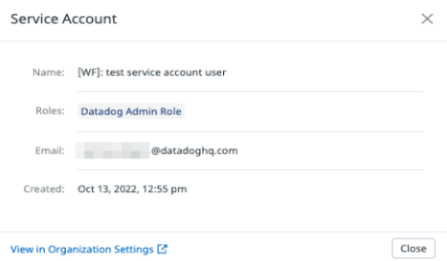 Service Account
Name: [WF]: test service account user
Roles: Datadog Admin Role
Email: @datadoghq.com
Created: Oct 13, 2022, 12:55 pm
View in Organization Settings
Close